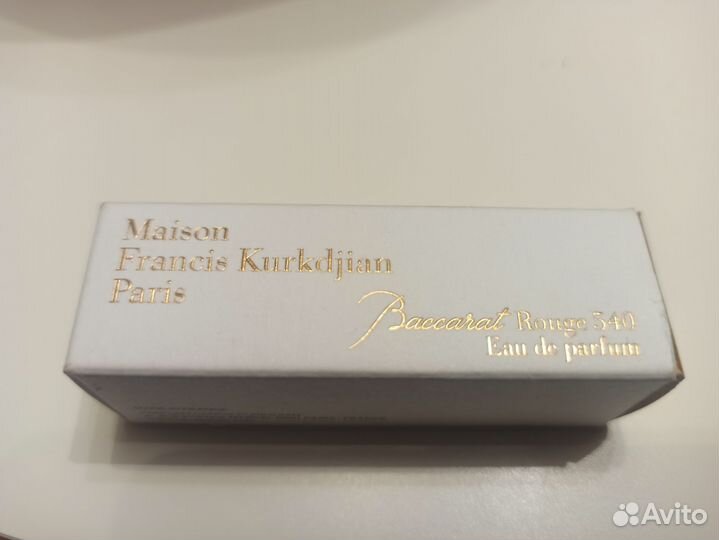 Maison
Francis Kurkdjian
Paris
Baccarat Rouge 540
Eau de parfum
Avito